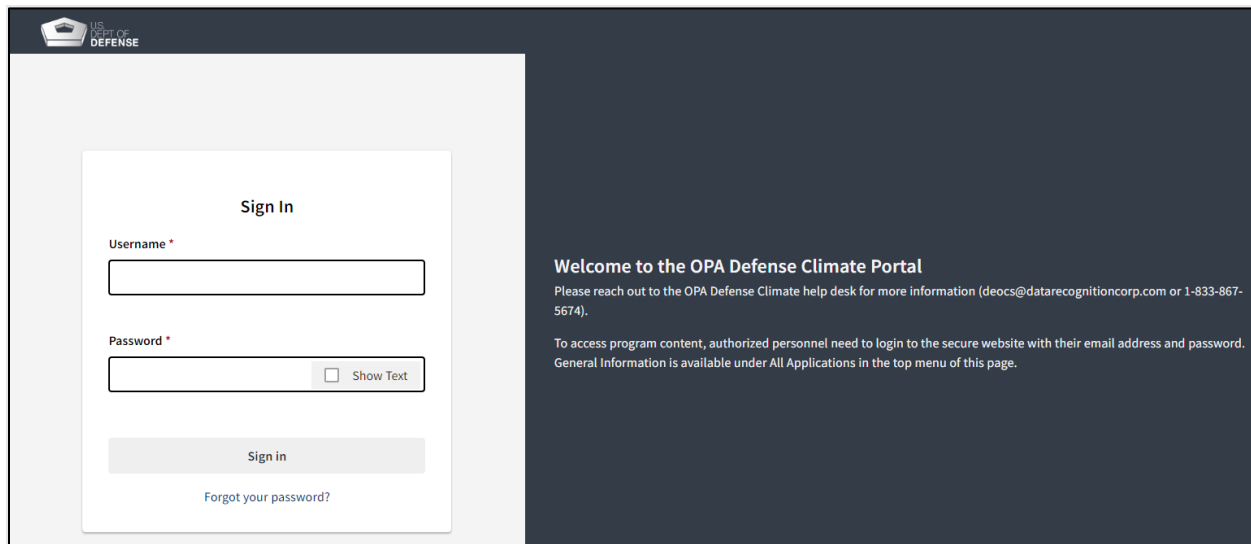 U.S.
DEPT OF
DEFENSE
Sign In
Username *
Password *
Show Text
Sign in
Forgot your password?
Welcome to the OPA Defense Climate Portal
Please reach out to the OPA Defense Climate help desk for more information (deocs@datarecognitioncorp.com or 1-833-867-
5674).
To access program content, authorized personnel need to login to the secure website with their email address and password.
General Information is available under All Applications in the top menu of this page.